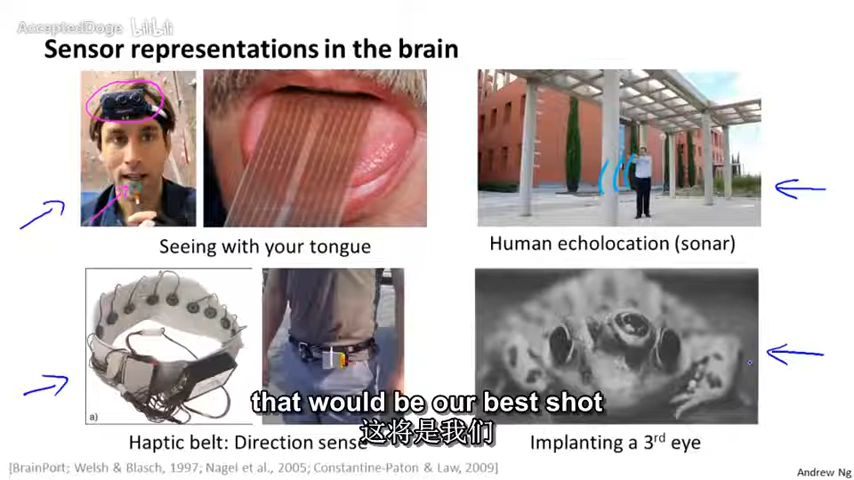 AcceptedDoge bilibili
Sensor representations in the brain
Seeing with your tongue
Human echolocation (sonar)
a)
that would be our best shot
这将是我们
Haptic belt: Direction sense
Implanting a 3rd eye
[BrainPort; Welsh & Blasch, 1997; Nagel et al., 2005; Constantine-Paton & Law, 2009]
Andrew Ng